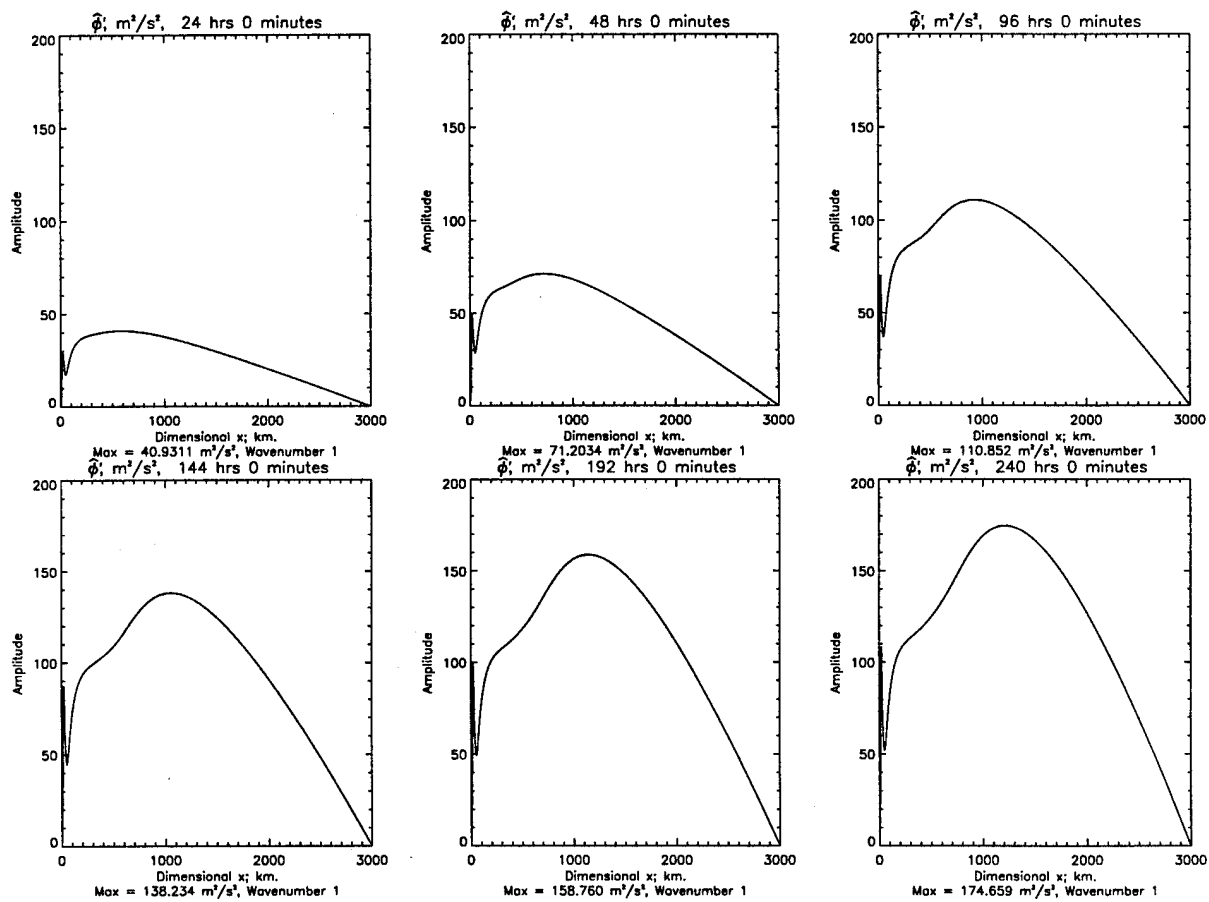 φ̂′, m²/s², 24 hrs 0 minutes
200
150
100
50
0
Amplitude
0 1000 2000 3000
Dimensional x; km.
Max = 40.9311 m²/s², Wavenumber 1
φ̂′, m²/s², 48 hrs 0 minutes
200
150
100
50
0
Amplitude
0 1000 2000 3000
Dimensional x; km.
Max = 71.2034 m²/s², Wavenumber 1
φ̂′, m²/s², 96 hrs 0 minutes
200
150
100
50
0
Amplitude
0 1000 2000 3000
Dimensional x; km.
Max = 110.852 m²/s², Wavenumber 1
φ̂′, m²/s², 144 hrs 0 minutes
200
150
100
50
0
Amplitude
0 1000 2000 3000
Dimensional x; km.
Max = 138.234 m²/s², Wavenumber 1
φ̂′, m²/s², 192 hrs 0 minutes
200
150
100
50
0
Amplitude
0 1000 2000 3000
Dimensional x; km.
Max = 158.760 m²/s², Wavenumber 1
φ̂′, m²/s², 240 hrs 0 minutes
200
150
100
50
0
Amplitude
0 1000 2000 3000
Dimensional x; km.
Max = 174.659 m²/s², Wavenumber 1